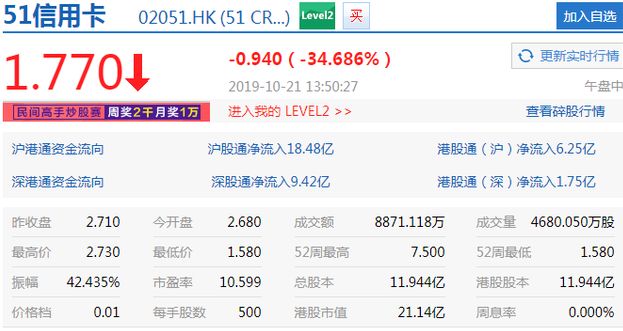 51信用卡 02051.HK (51 CR...) Level2 买 加入自选
1.770 -0.940 ( -34.686% ) 更新实时行情
2019-10-21 13:50:27 午盘中
民间高手炒股赛 周奖2千月奖1万 进入我的 LEVEL2 >> 查看碎股行情
沪港通资金流向 沪股通净流入18.48亿 港股通（沪）净流入6.25亿
深港通资金流向 深股通净流入9.42亿 港股通（深）净流入1.75亿
昨收盘 2.710 今开盘 2.680 成交额 8871.118万 成交量 4680.050万股
最高价 2.730 最低价 1.580 52周最高 7.500 52周最低 1.580
振幅 42.435% 市盈率 10.599 总股本 11.944亿 港股股本 11.944亿
价格档 0.01 每手股数 500 港股市值 21.14亿 周息率 0.000%